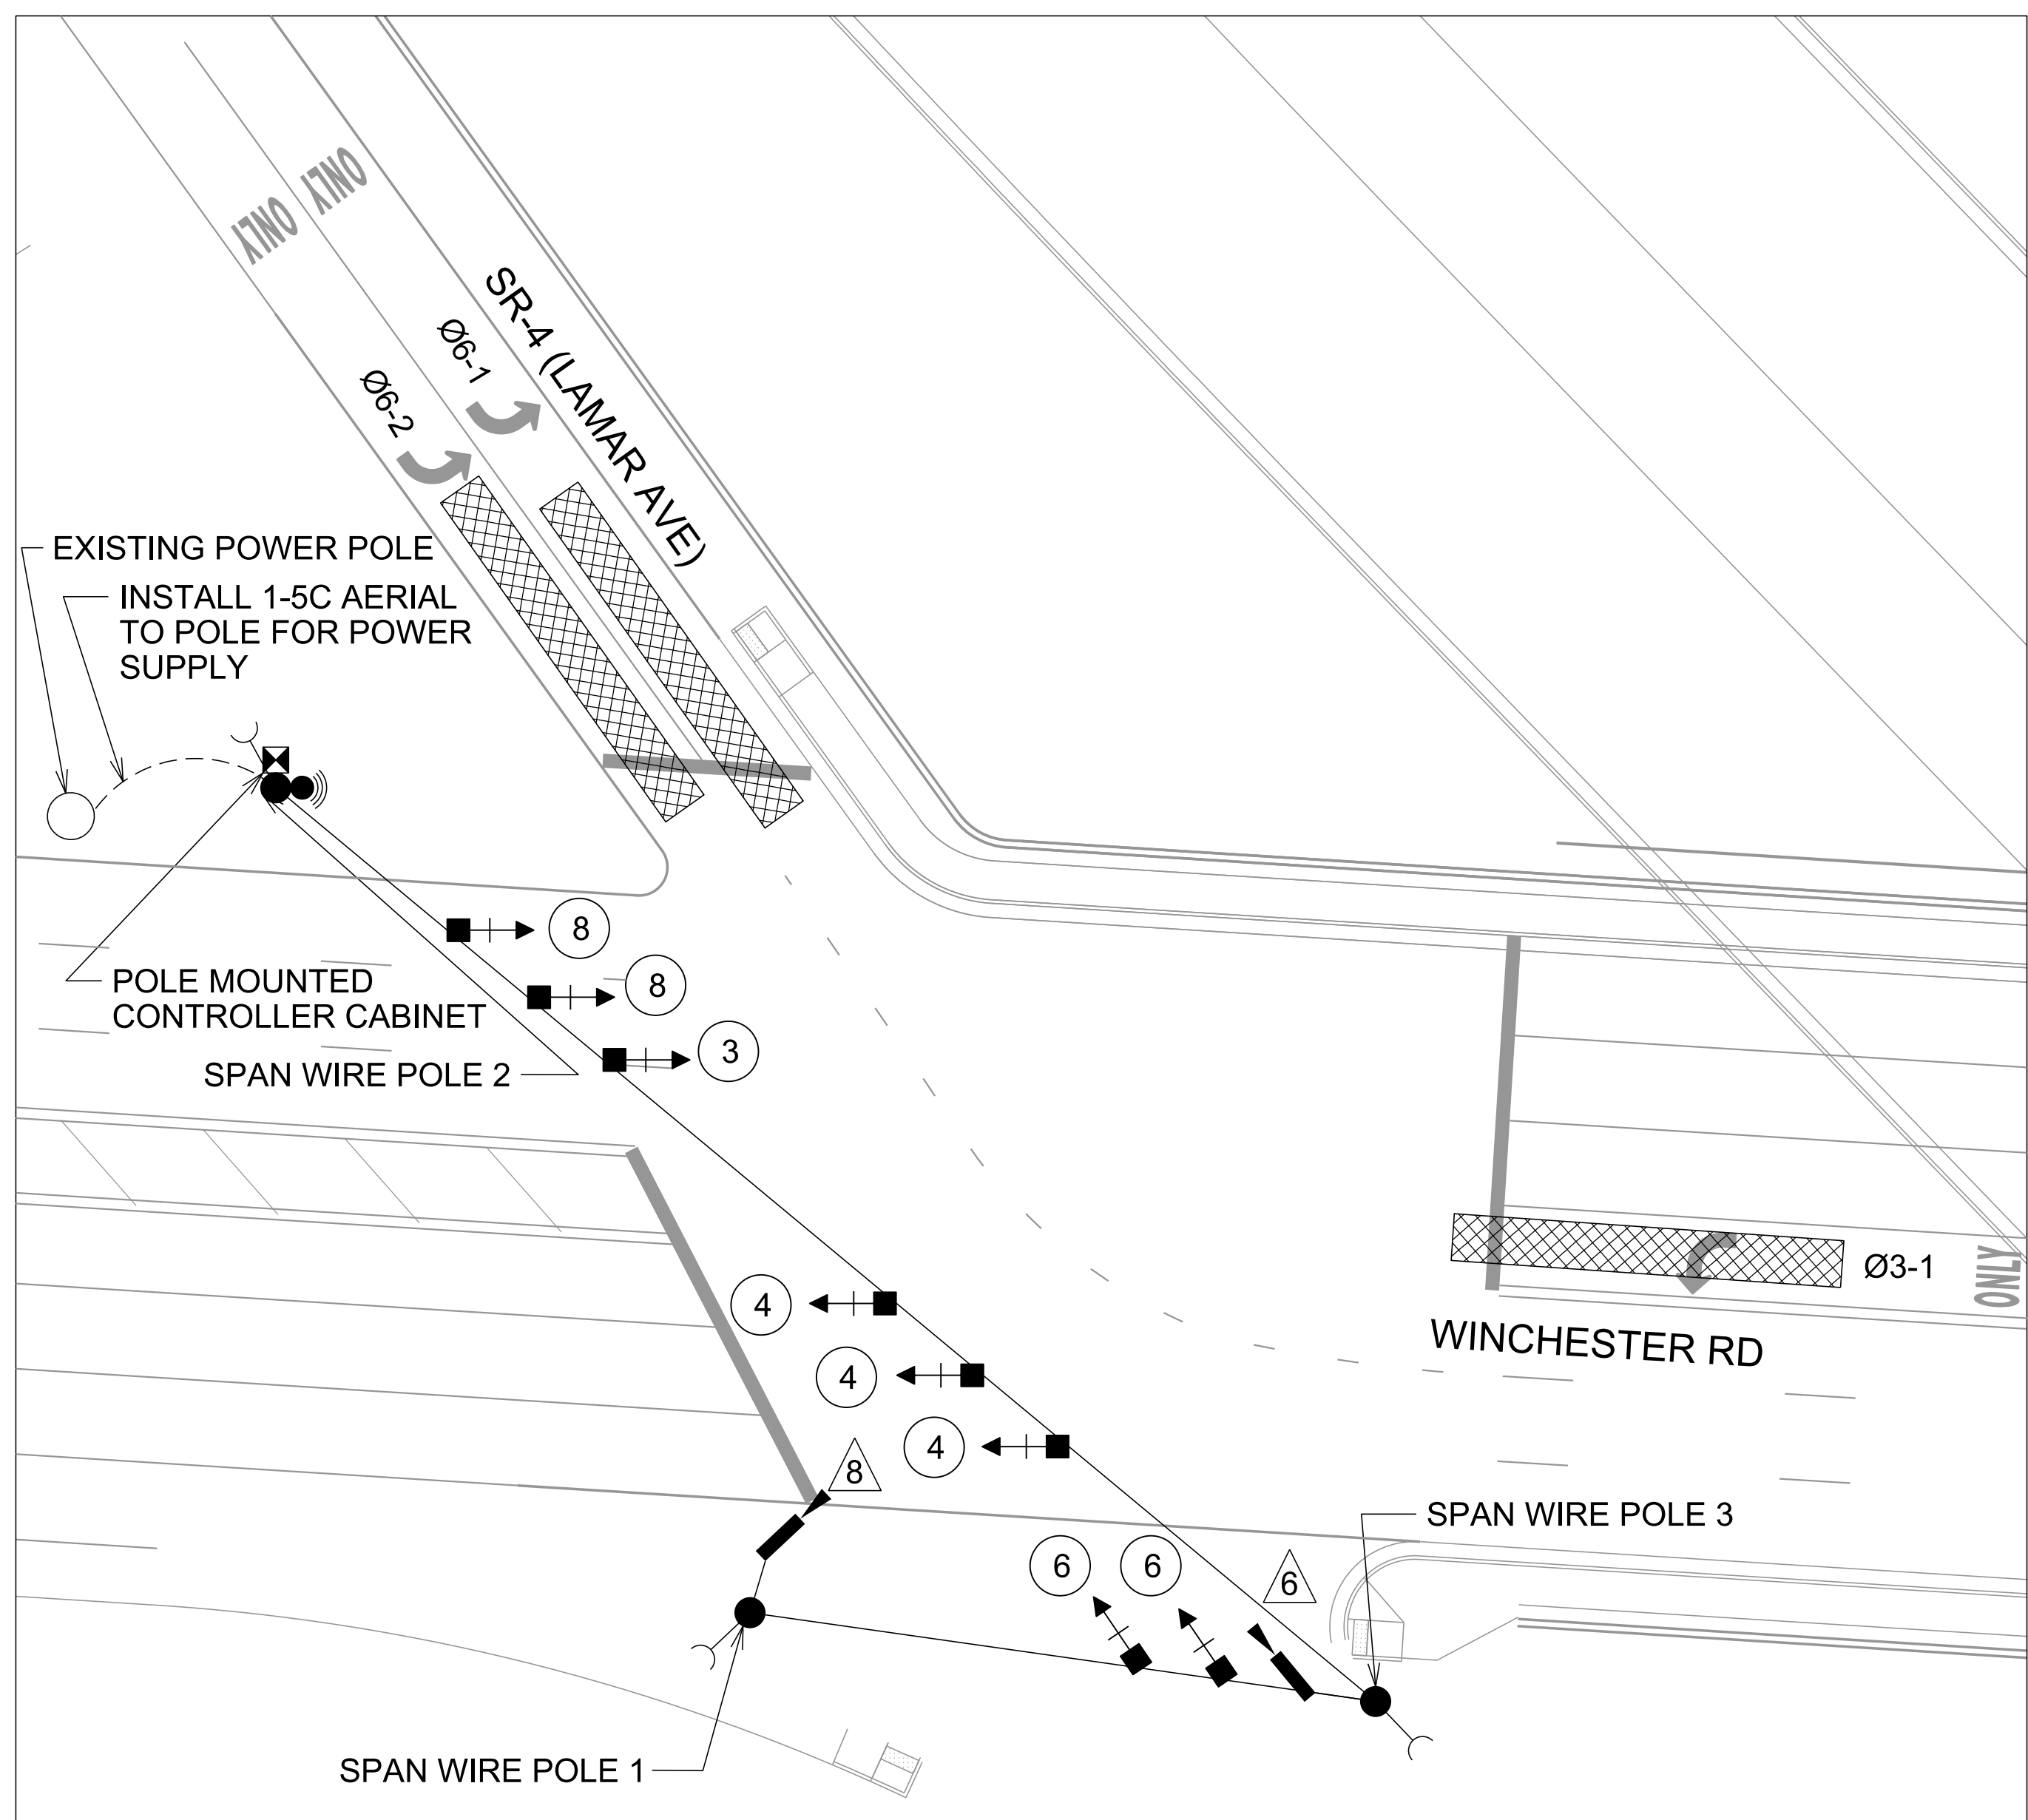 ONLY
ONLY
SR-4 (LAMAR AVE)
Ø6-1
Ø6-2
EXISTING POWER POLE
INSTALL 1-5C AERIAL
TO POLE FOR POWER
SUPPLY
8
8
3
POLE MOUNTED
CONTROLLER CABINET
SPAN WIRE POLE 2
Ø3-1
ONLY
WINCHESTER RD
4
4
4
8
SPAN WIRE POLE 3
6
6
6
SPAN WIRE POLE 1